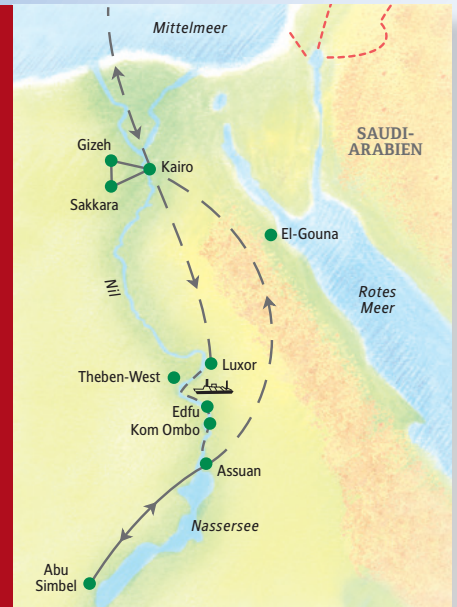 Mittelmeer
SAUDI-
ARABIEN
Gizeh
Kairo
Sakkara
El-Gouna
Nil
Rotes
Meer
Luxor
Theben-West
Edfu
Kom Ombo
Assuan
Nassersee
Abu
Simbel